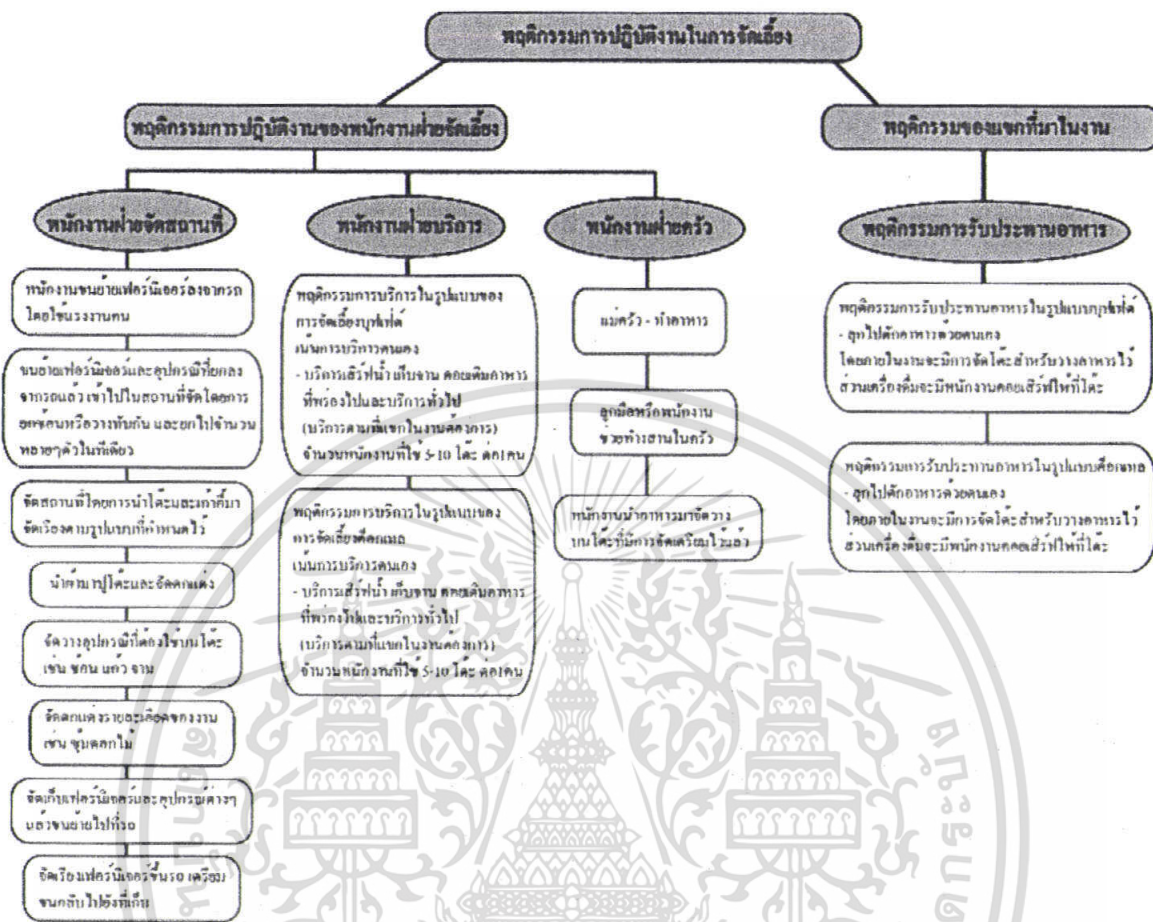 พฤติกรรมการปฏิบัติงานในการจัดเลี้ยง
พฤติกรรมการปฏิบัติงานของพนักงานฝ่ายจัดเลี้ยง
พฤติกรรมของแขกที่มาในงาน
พนักงานฝ่ายจัดสถานที่
พนักงานขนย้ายเฟอร์นิเจอร์ลงจากรถ
โดยใช้แรงงานคน
ขนย้ายเฟอร์นิเจอร์และอุปกรณ์ที่ยกลง
จากรถแล้วเข้าไปในสถานที่จัดโดยการ
ยกซ้อนหรือวางทับกัน และยกไปจำนวน
หลายๆตัวในทีเดียว
จัดสถานที่โดยการนำโต๊ะและเก้าอี้มา
จัดเรียงตามรูปแบบที่กำหนดไว้
นำผ้ามาปูโต๊ะและจัดตกแต่ง
จัดวางอุปกรณ์ที่ต้องใช้บนโต๊ะ
เช่น ช้อน แก้ว จาน
จัดตกแต่งรายละเอียดของงาน
เช่น ซุ้มดอกไม้
จัดเก็บเฟอร์นิเจอร์และอุปกรณ์ต่างๆ
แล้วขนย้ายไปที่รถ
จัดเรียงเฟอร์นิเจอร์ขึ้นรถ เตรียม
ขนกลับไปยังที่เก็บ
พนักงานฝ่ายบริการ
พฤติกรรมการบริการในรูปแบบของ
การจัดเลี้ยงบุฟเฟ่ต์
เน้นการบริการตนเอง
- บริการเสิร์ฟน้ำ เก็บจาน คอยเติมอาหาร
ที่พร่องไปและบริการทั่วไป
(บริการตามที่แขกในงานต้องการ)
จำนวนพนักงานที่ใช้ 5-10 โต๊ะ ต่อ1คน
พฤติกรรมการบริการในรูปแบบของ
การจัดเลี้ยงค็อกเทล
เน้นการบริการตนเอง
- บริการเสิร์ฟน้ำ เก็บจาน คอยเติมอาหาร
ที่พร่องไปและบริการทั่วไป
(บริการตามที่แขกในงานต้องการ)
จำนวนพนักงานที่ใช้ 5-10 โต๊ะ ต่อ1คน
พนักงานฝ่ายครัว
แม่ครัว - ทำอาหาร
ลูกมือหรือพนักงาน
ช่วยทำงานในครัว
พนักงานนำอาหารมาจัดวาง
บนโต๊ะที่มีการจัดเตรียมไว้แล้ว
พฤติกรรมการรับประทานอาหาร
พฤติกรรมการรับประทานอาหารในรูปแบบบุฟเฟ่ต์
- ลุกไปตักอาหารด้วยตนเอง
โดยภายในงานจะมีการจัดโต๊ะสำหรับวางอาหารไว้
ส่วนเครื่องดื่มจะมีพนักงานคอยเสิร์ฟให้ที่โต๊ะ
พฤติกรรมการรับประทานอาหารในรูปแบบค็อกเทล
- ลุกไปตักอาหารด้วยตนเอง
โดยภายในงานจะมีการจัดโต๊ะสำหรับวางอาหารไว้
ส่วนเครื่องดื่มจะมีพนักงานคอยเสิร์ฟให้ที่โต๊ะ